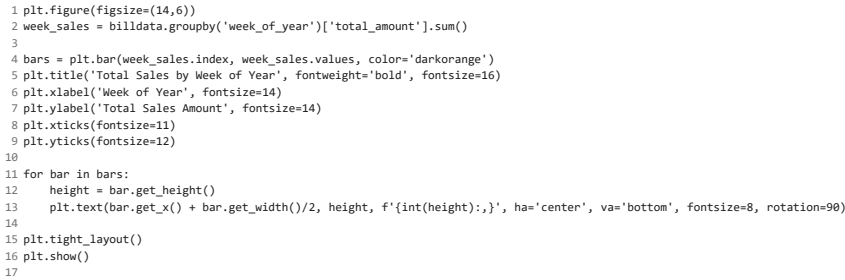 1 plt.figure(figsize=(14,6))
2 week_sales = billdata.groupby('week_of_year')['total_amount'].sum()
3
4 bars = plt.bar(week_sales.index, week_sales.values, color='darkorange')
5 plt.title('Total Sales by Week of Year', fontweight='bold', fontsize=16)
6 plt.xlabel('Week of Year', fontsize=14)
7 plt.ylabel('Total Sales Amount', fontsize=14)
8 plt.xticks(fontsize=11)
9 plt.yticks(fontsize=12)
10
11 for bar in bars:
12     height = bar.get_height()
13     plt.text(bar.get_x() + bar.get_width()/2, height, f'{int(height):,}', ha='center', va='bottom', fontsize=8, rotation=90)
14
15 plt.tight_layout()
16 plt.show()
17